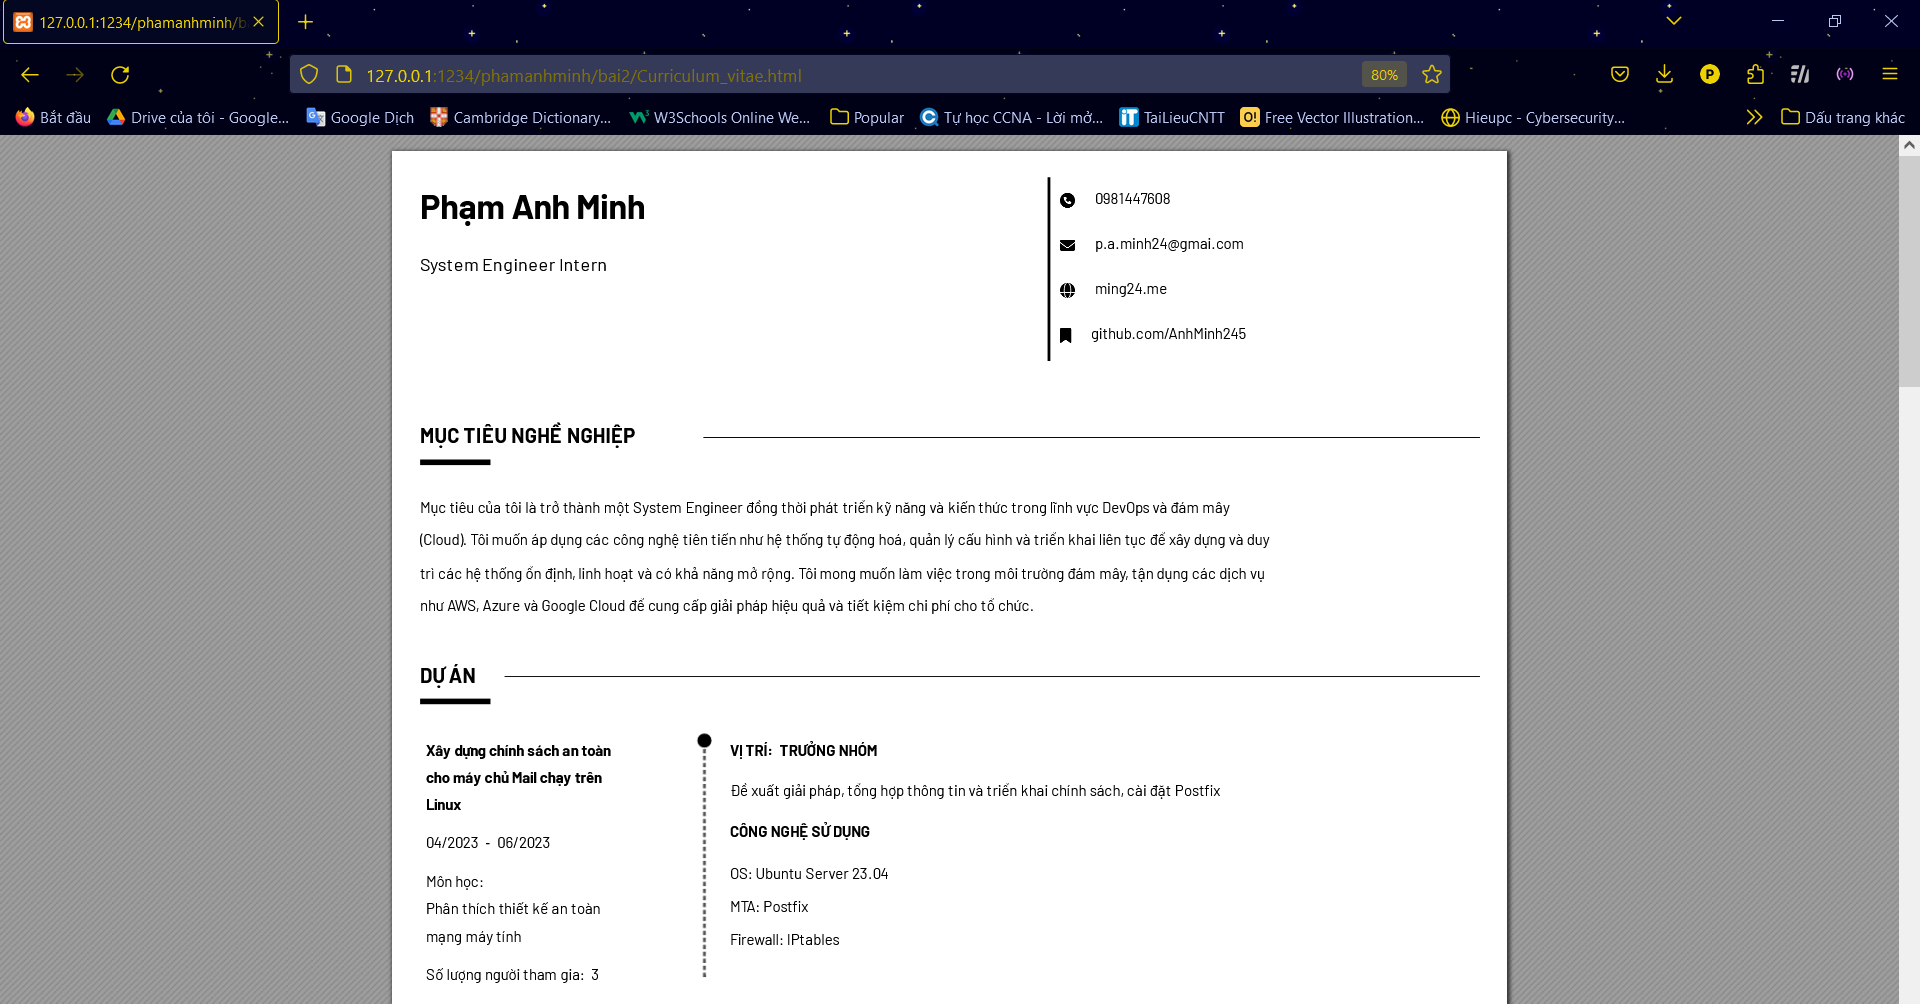 127.0.0.1:1234/phamanhminh/b
127.0.0.1:1234/phamanhminh/bai2/Curriculum_vitae.html
80%
P
Bắt đầu
Drive của tôi - Google...
Google Dịch
Cambridge Dictionary...
W3Schools Online We...
Popular
Tự học CCNA - Lời mở...
iT TaiLieuCNTT
O! Free Vector Illustration...
Hieupc - Cybersecurity...
Dấu trang khác
Phạm Anh Minh
System Engineer Intern
0981447608
p.a.minh24@gmai.com
ming24.me
github.com/AnhMinh245
MỤC TIÊU NGHỀ NGHIỆP
Mục tiêu của tôi là trở thành một System Engineer đồng thời phát triển kỹ năng và kiến thức trong lĩnh vực DevOps và đám mây
(Cloud). Tôi muốn áp dụng các công nghệ tiên tiến như hệ thống tự động hoá, quản lý cấu hình và triển khai liên tục để xây dựng và duy
trì các hệ thống ổn định, linh hoạt và có khả năng mở rộng. Tôi mong muốn làm việc trong môi trường đám mây, tận dụng các dịch vụ
như AWS, Azure và Google Cloud để cung cấp giải pháp hiệu quả và tiết kiệm chi phí cho tổ chức.
DỰ ÁN
Xây dựng chính sách an toàn
cho máy chủ Mail chạy trên
Linux
04/2023 - 06/2023
Môn học:
Phân thích thiết kế an toàn
mạng máy tính
Số lượng người tham gia: 3
VỊ TRÍ: TRƯỞNG NHÓM
Đề xuất giải pháp, tổng hợp thông tin và triển khai chính sách, cài đặt Postfix
CÔNG NGHỆ SỬ DỤNG
OS: Ubuntu Server 23.04
MTA: Postfix
Firewall: IPtables